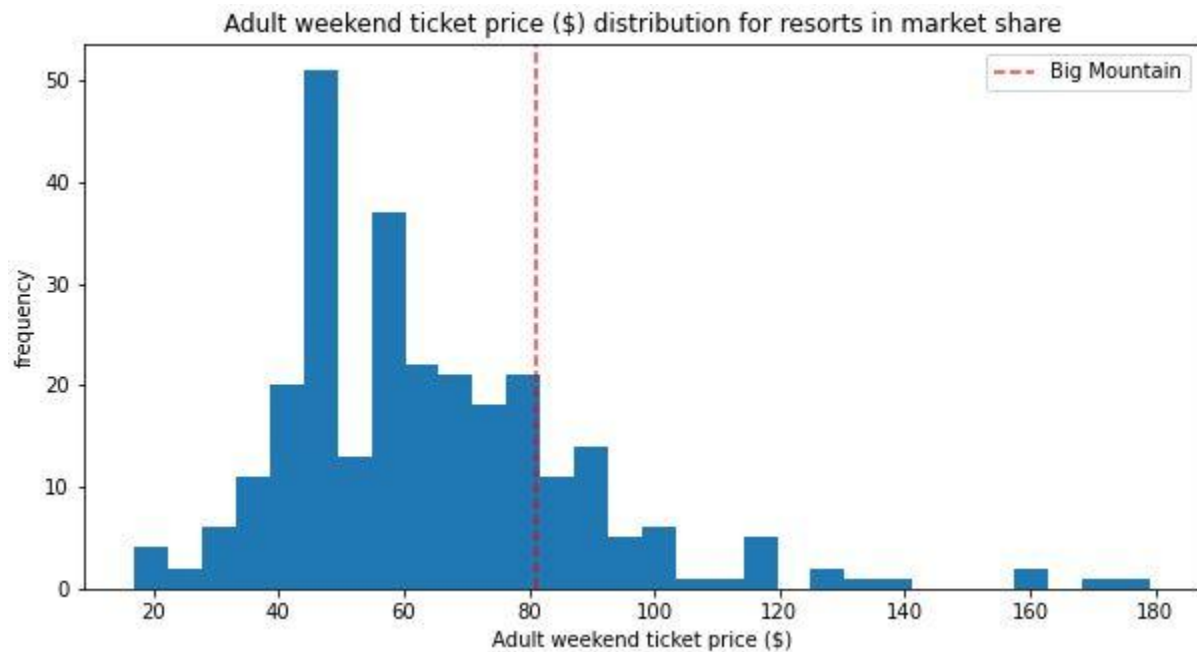 Adult weekend ticket price ($) distribution for resorts in market share
Big Mountain
frequency
50
40
30
20
10
0
20 40 60 80 100 120 140 160 180
Adult weekend ticket price ($)